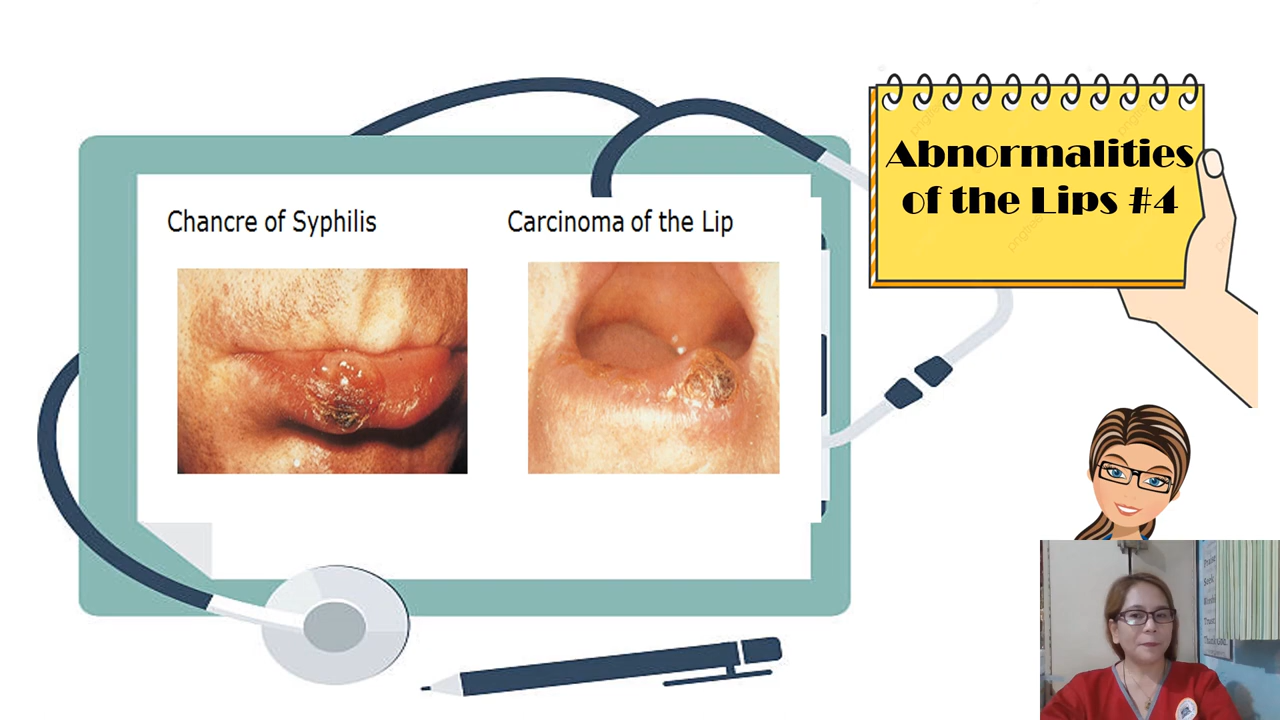 Abnormalities
of the Lips #4
Chancre of Syphilis
Carcinoma of the Lip